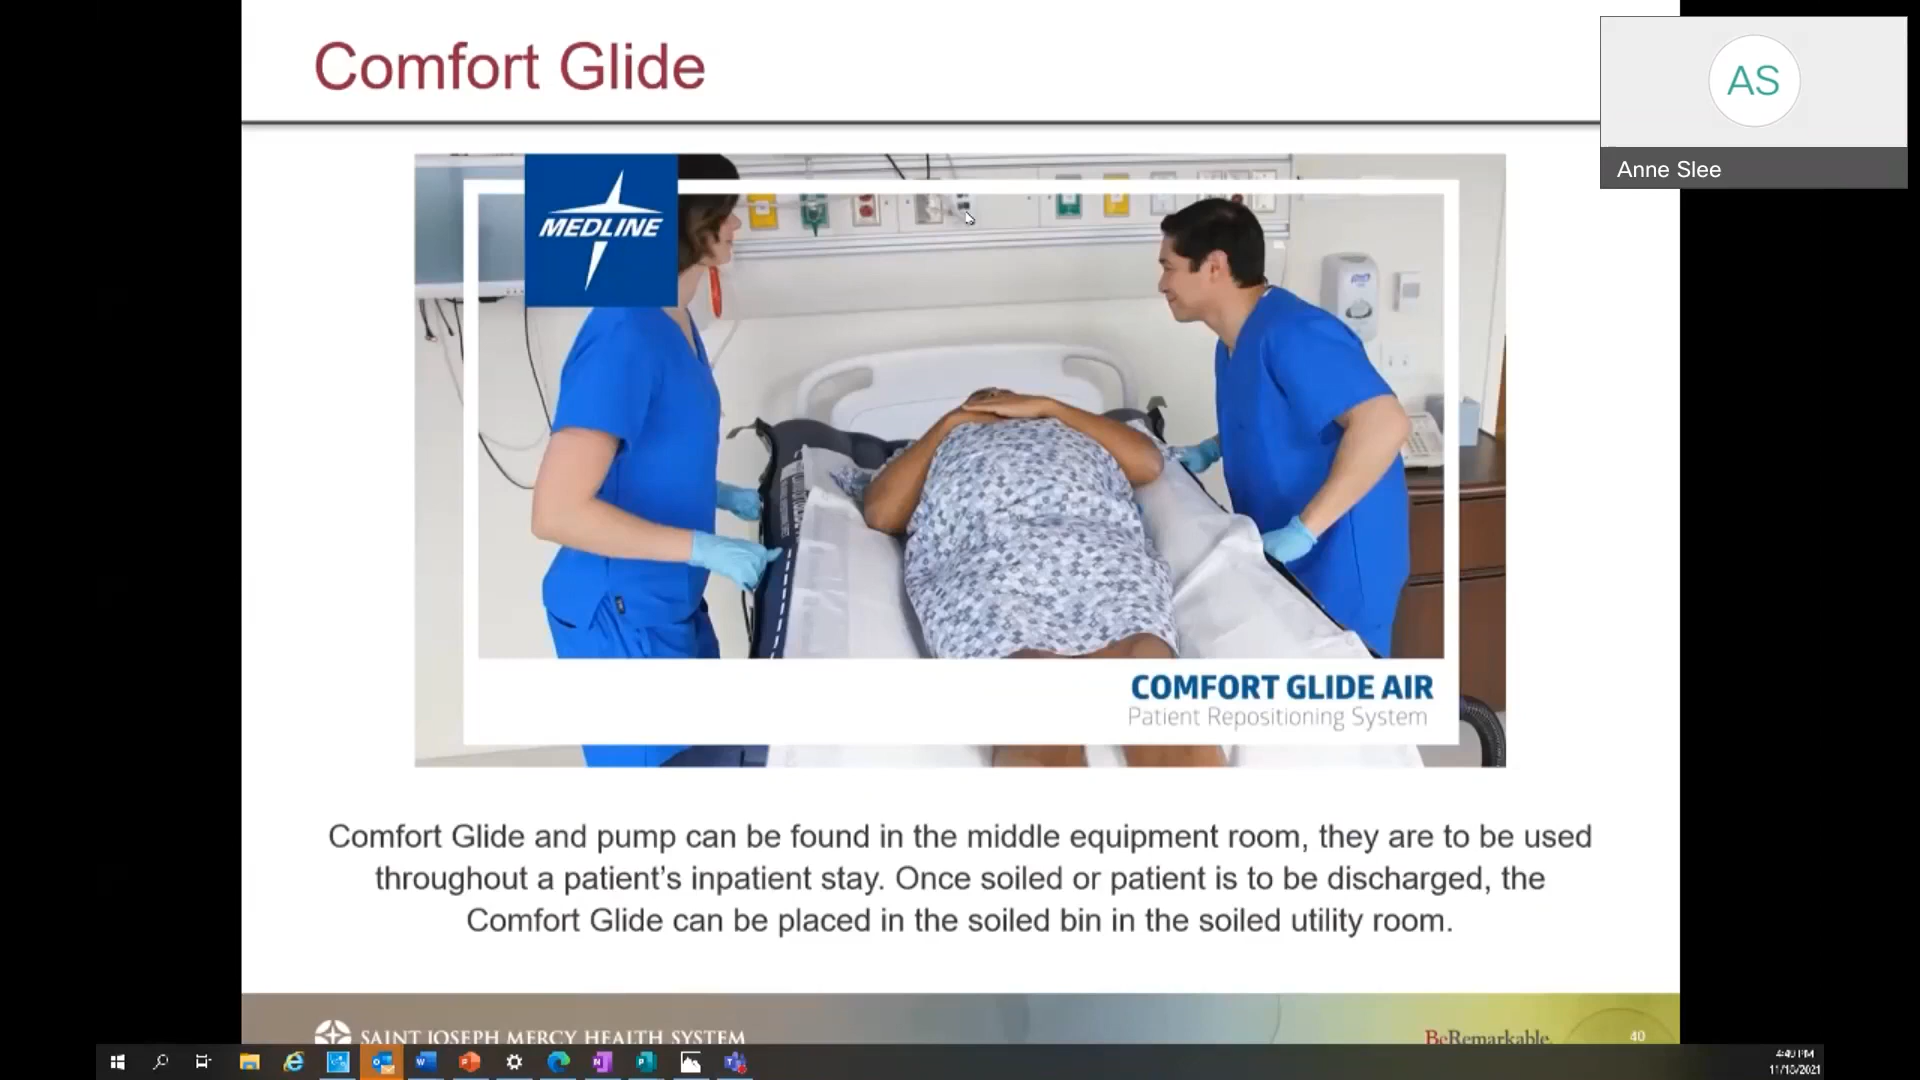 Comfort Glide
AS
Anne Slee
MEDLINE
COMFORT GLIDE AIR
Patient Repositioning System
Comfort Glide and pump can be found in the middle equipment room, they are to be used
throughout a patient’s inpatient stay. Once soiled or patient is to be discharged, the
Comfort Glide can be placed in the soiled bin in the soiled utility room.
SAINT JOSEPH MERCY HEALTH SYSTEM
BeRemarkable.
40
4:40 PM
11/18/2021